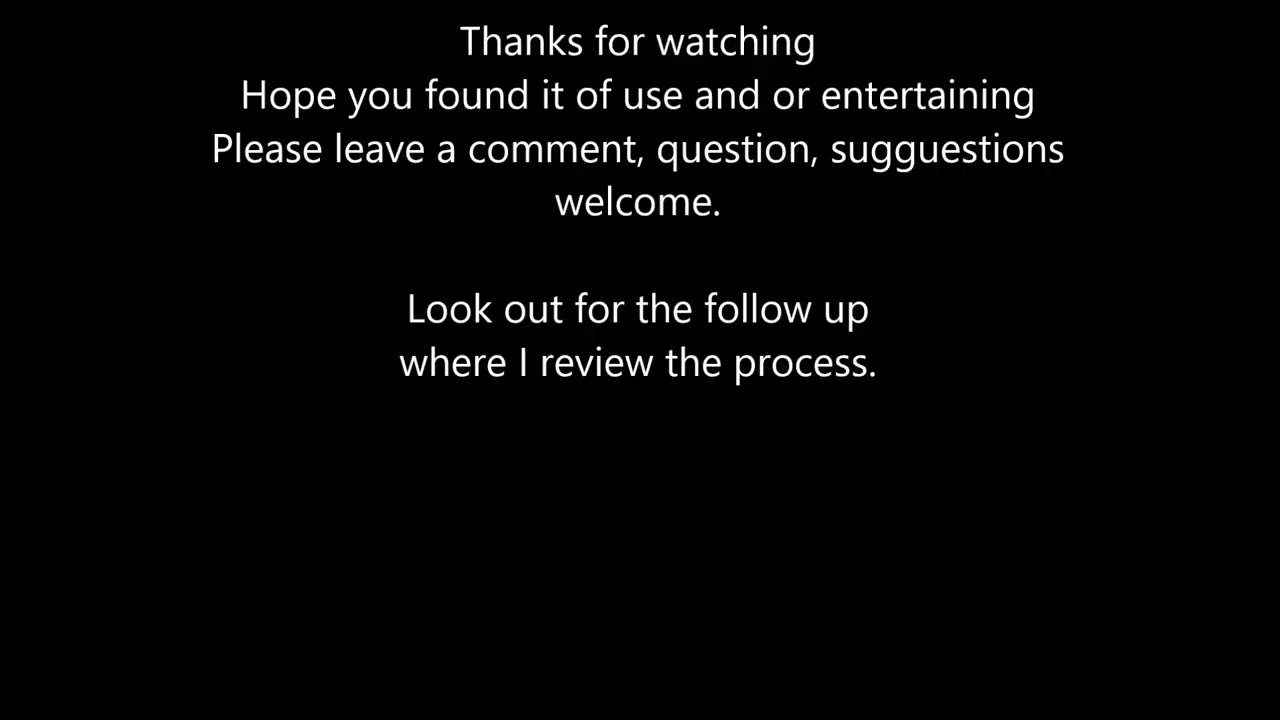 Thanks for watching
Hope you found it of use and or entertaining
Please leave a comment, question, sugguestions
welcome.
Look out for the follow up
where I review the process.